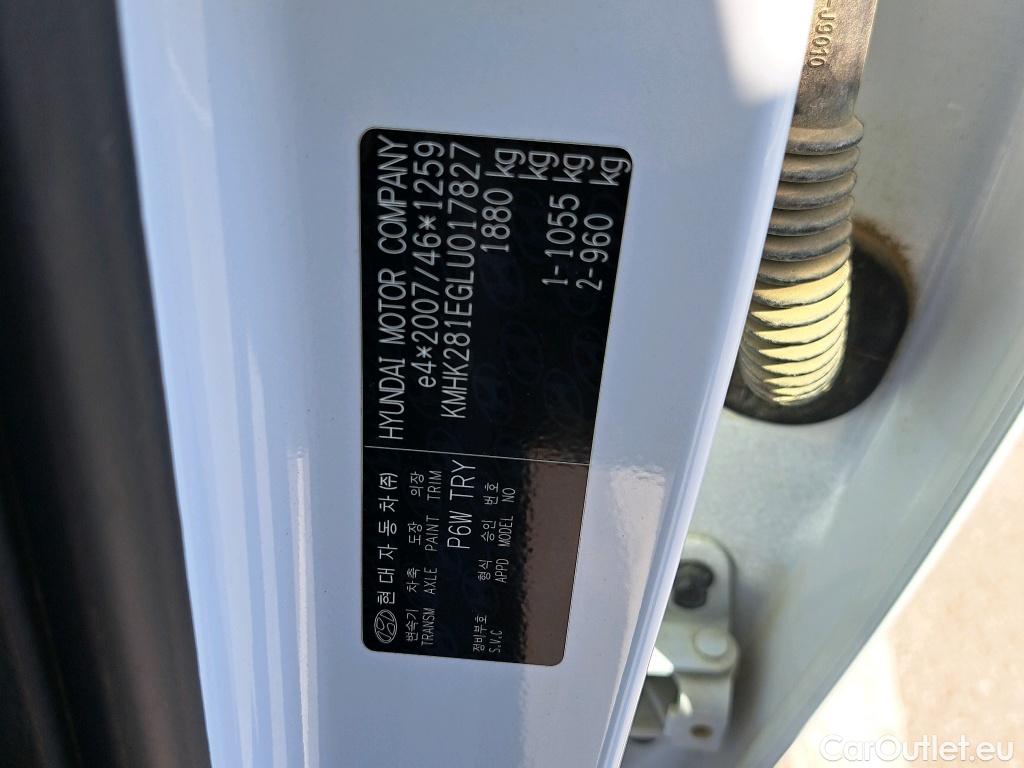 HYUNDAI MOTOR COMPANY
e4*2007/46*1259
KMHK281EGLU017827
1880 kg
kg
1-1055 kg
2-960 kg
현대자동차㈜
변속기 차축 도장 의장
TRANSM AXLE PAINT TRIM
P6W TRY
정비부호 형식 승인 번호
S.V.C APPD MODEL NO
-J9010
CarOutlet.eu